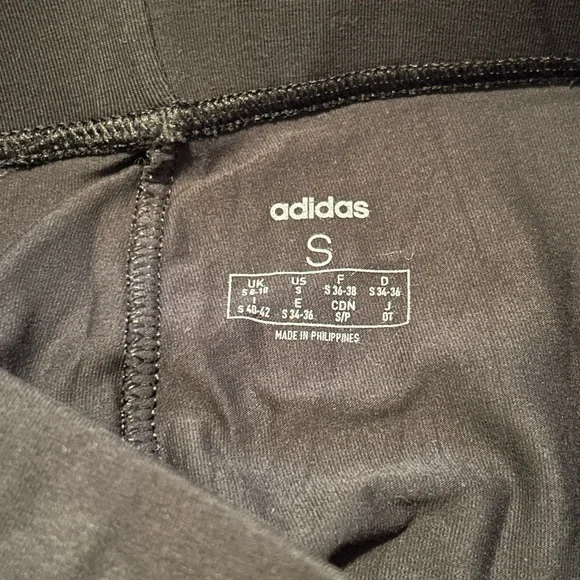 adidas
S
UK US F D
S 8-10 S S 36-38 S 34-36
I E CDN J
S 40-42 S 34-36 S/P OT
MADE IN PHILIPPINES